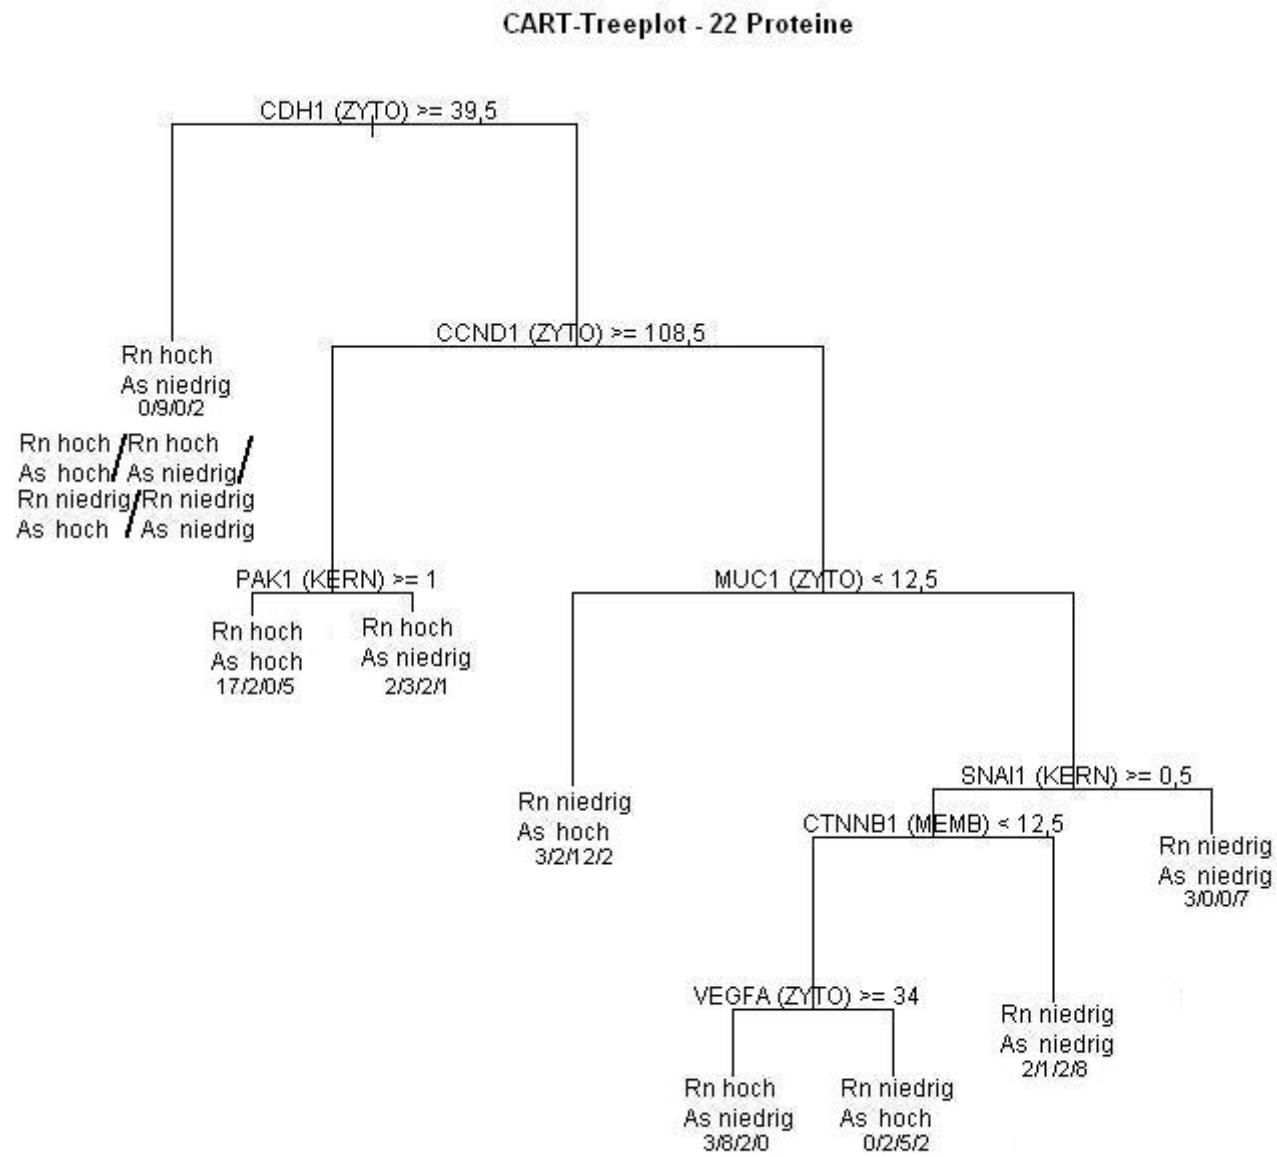 CART-Treeplot - 22 Proteine
CDH1 (ZYTO) >= 39,5
CCND1 (ZYTO) >= 108,5
Rn hoch
As niedrig
0/9/0/2
Rn hoch / Rn hoch /
As hoch / As niedrig /
Rn niedrig / Rn niedrig
As hoch / As niedrig
PAK1 (KERN) >= 1
MUC1 (ZYTO) < 12,5
Rn hoch
As hoch
17/2/0/5
Rn hoch
As niedrig
2/3/2/1
SNAI1 (KERN) >= 0,5
Rn niedrig
As hoch
3/2/12/2
CTNNB1 (MEMB) < 12,5
Rn niedrig
As niedrig
3/0/0/7
VEGFA (ZYTO) >= 34
Rn niedrig
As niedrig
2/1/2/8
Rn hoch
As niedrig
3/8/2/0
Rn niedrig
As hoch
0/2/5/2